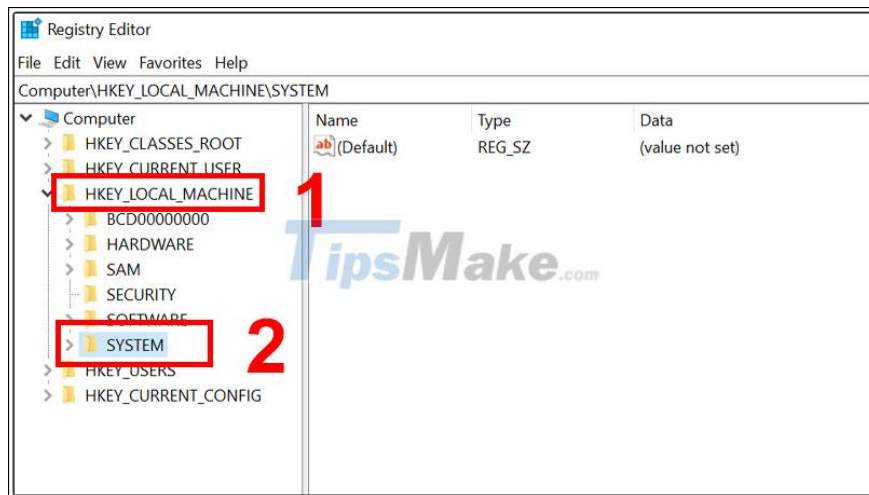 Registry Editor
File Edit View Favorites Help
Computer\HKEY_LOCAL_MACHINE\SYSTEM
Computer
HKEY_CLASSES_ROOT
HKEY_CURRENT_USER
HKEY_LOCAL_MACHINE
BCD00000000
HARDWARE
SAM
SECURITY
SOFTWARE
SYSTEM
HKEY_USERS
HKEY_CURRENT_CONFIG
1
2
Name Type Data
ab (Default) REG_SZ (value not set)
TipsMake.com